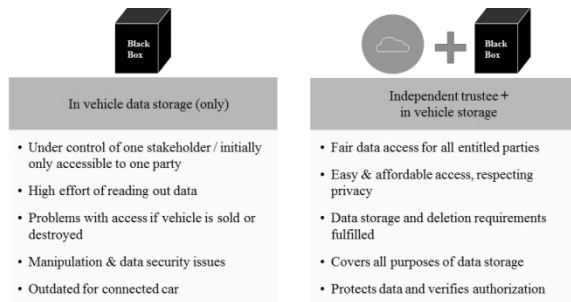 Black
Box
In vehicle data storage (only)
• Under control of one stakeholder / initially
only accessible to one party
• High effort of reading out data
• Problems with access if vehicle is sold or
destroyed
• Manipulation & data security issues
• Outdated for connected car
Black
Box
Independent trustee +
in vehicle storage
• Fair data access for all entitled parties
• Easy & affordable access, respecting
privacy
• Data storage and deletion requirements
fulfilled
• Covers all purposes of data storage
• Protects data and verifies authorization